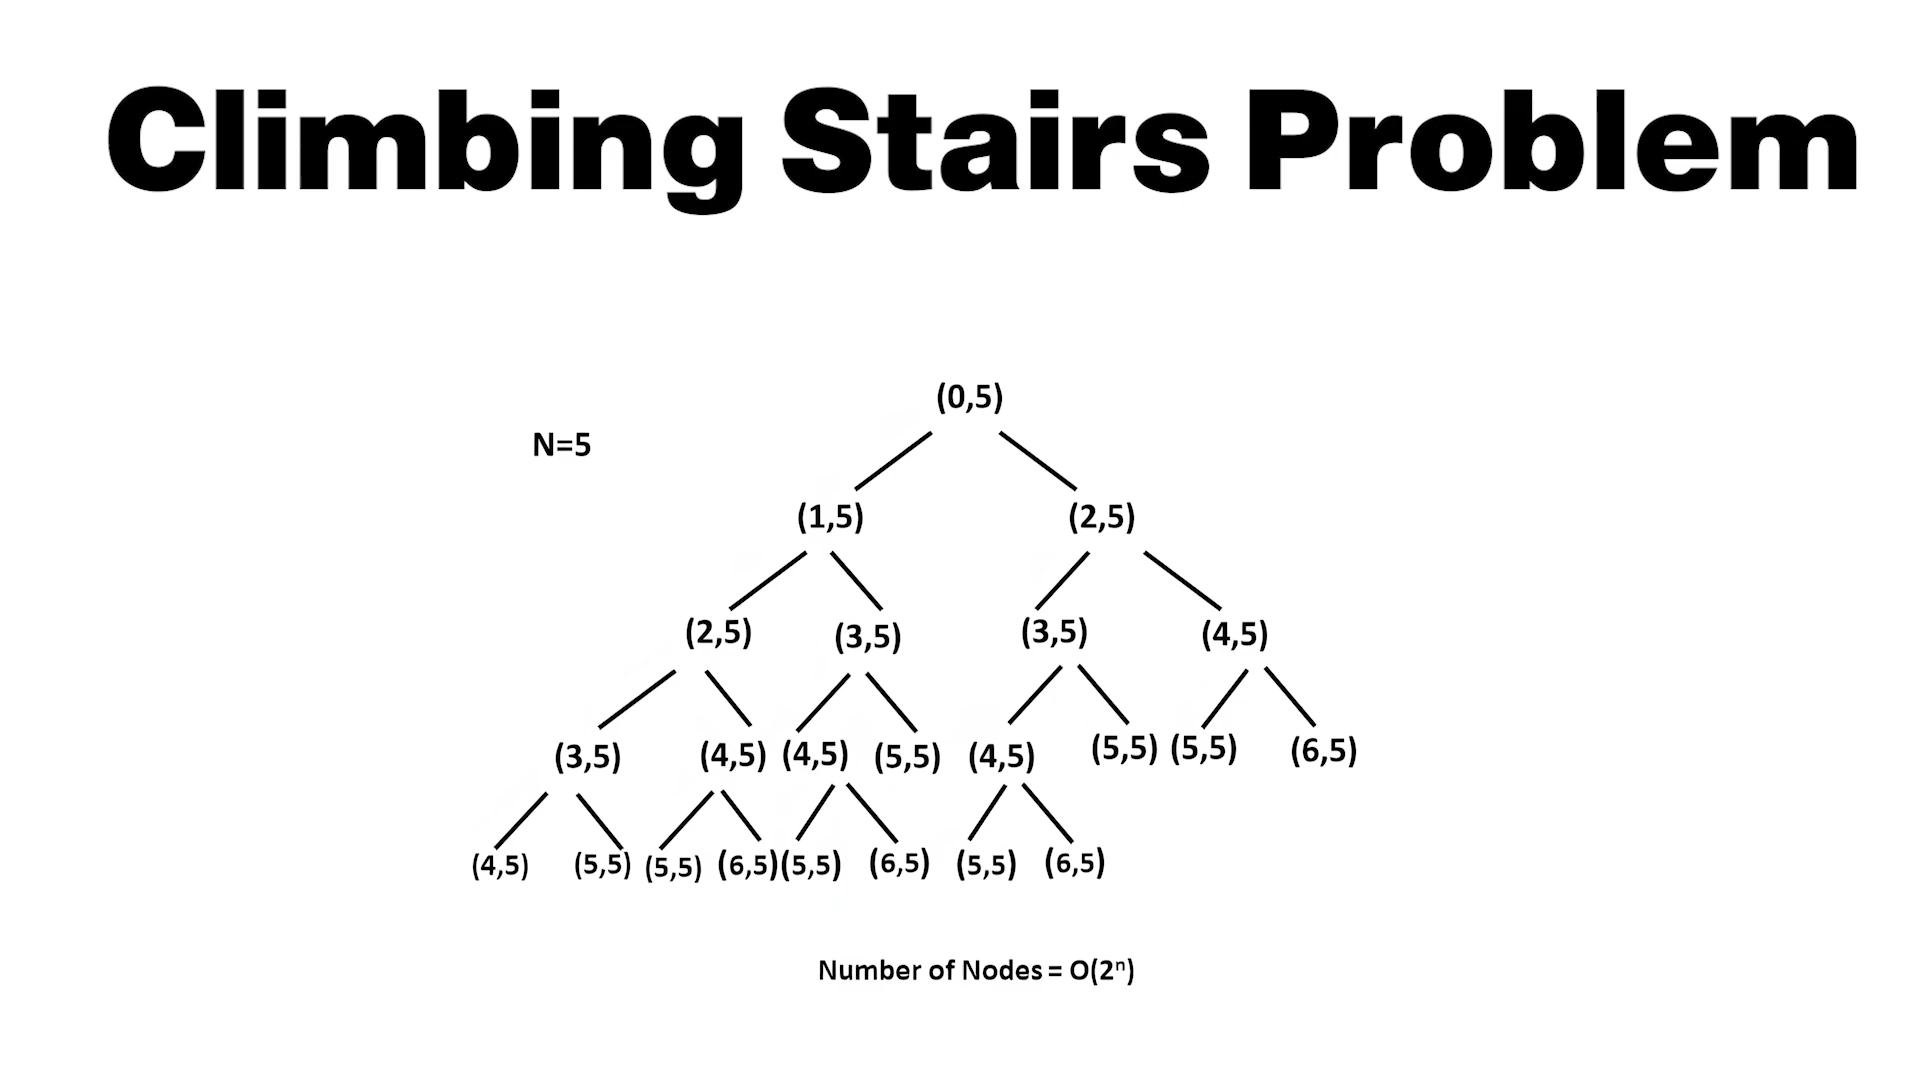 Climbing Stairs Problem
(0,5)
N=5
(1,5) (2,5)
(2,5) (3,5) (3,5) (4,5)
(3,5) (4,5) (4,5) (5,5) (4,5) (5,5) (5,5) (6,5)
(4,5) (5,5) (5,5) (6,5) (5,5) (6,5) (5,5) (6,5)
Number of Nodes = O(2ⁿ)